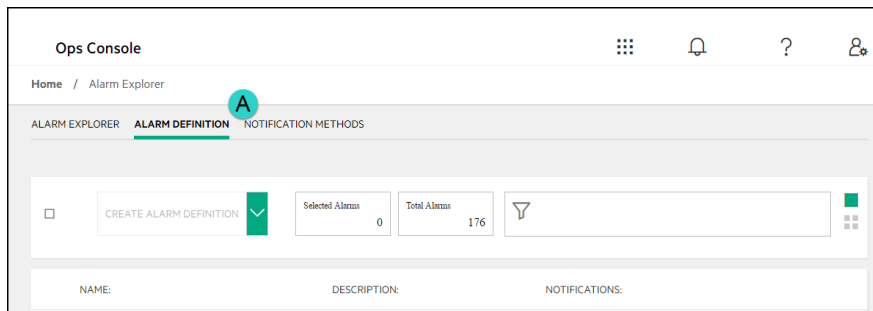 Ops Console
Home / Alarm Explorer
A
ALARM EXPLORER ALARM DEFINITION NOTIFICATION METHODS
CREATE ALARM DEFINITION
Selected Alarms
0
Total Alarms
176
NAME: DESCRIPTION: NOTIFICATIONS: